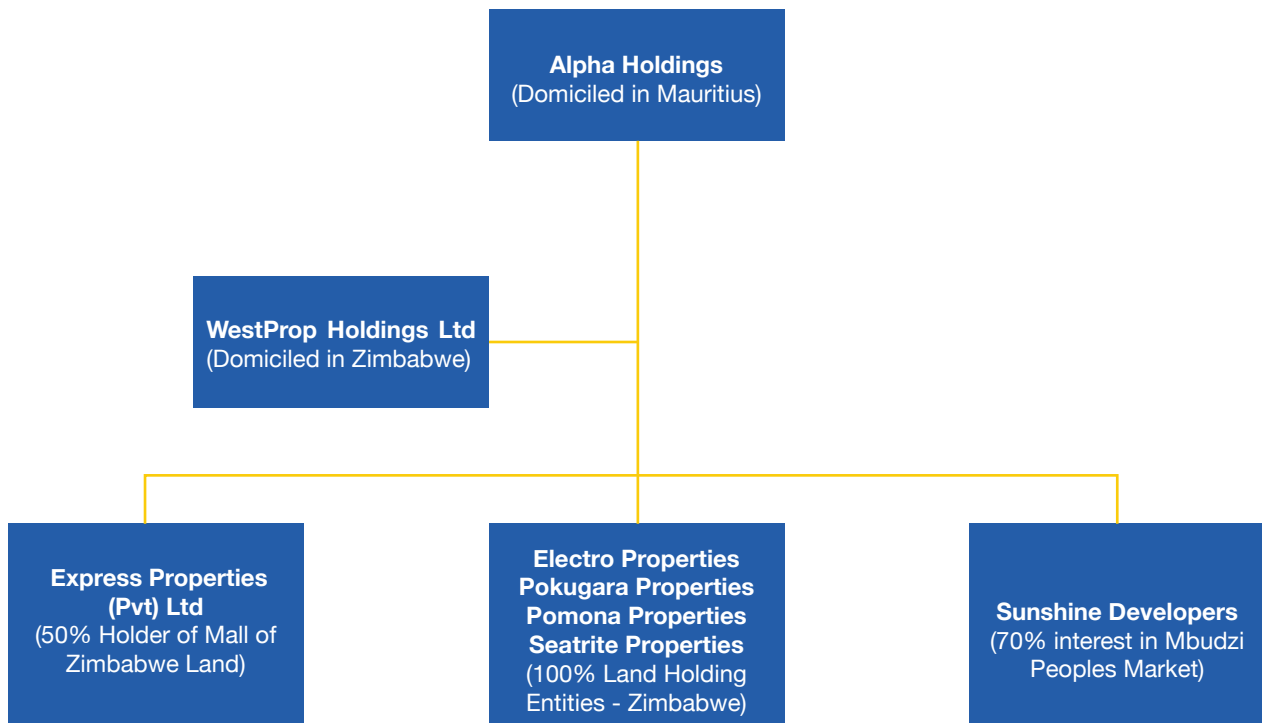 Alpha Holdings
(Domiciled in Mauritius)
WestProp Holdings Ltd
(Domiciled in Zimbabwe)
Express Properties
(Pvt) Ltd
(50% Holder of Mall of
Zimbabwe Land)
Electro Properties
Pokugara Properties
Pomona Properties
Seatrite Properties
(100% Land Holding
Entities - Zimbabwe)
Sunshine Developers
(70% interest in Mbudzi
Peoples Market)